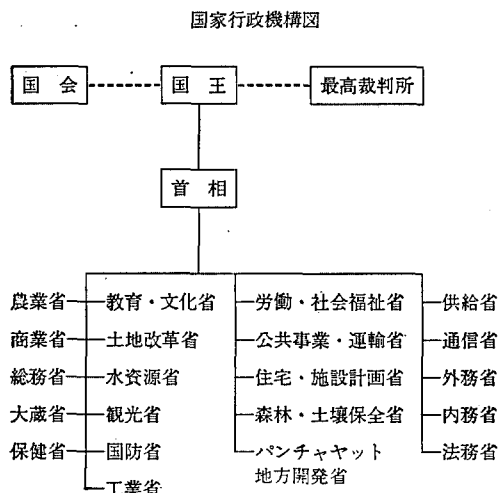 国家行政機構図
国会 国王 最高裁判所
首相
農業省 教育・文化省 労働・社会福祉省 供給省
商業省 土地改革省 公共事業・運輸省 通信省
総務省 水資源省 住宅・施設計画省 外務省
大蔵省 観光省 森林・土壌保全省 内務省
保健省 国防省 パンチャヤット 法務省
地方開発省
工業省